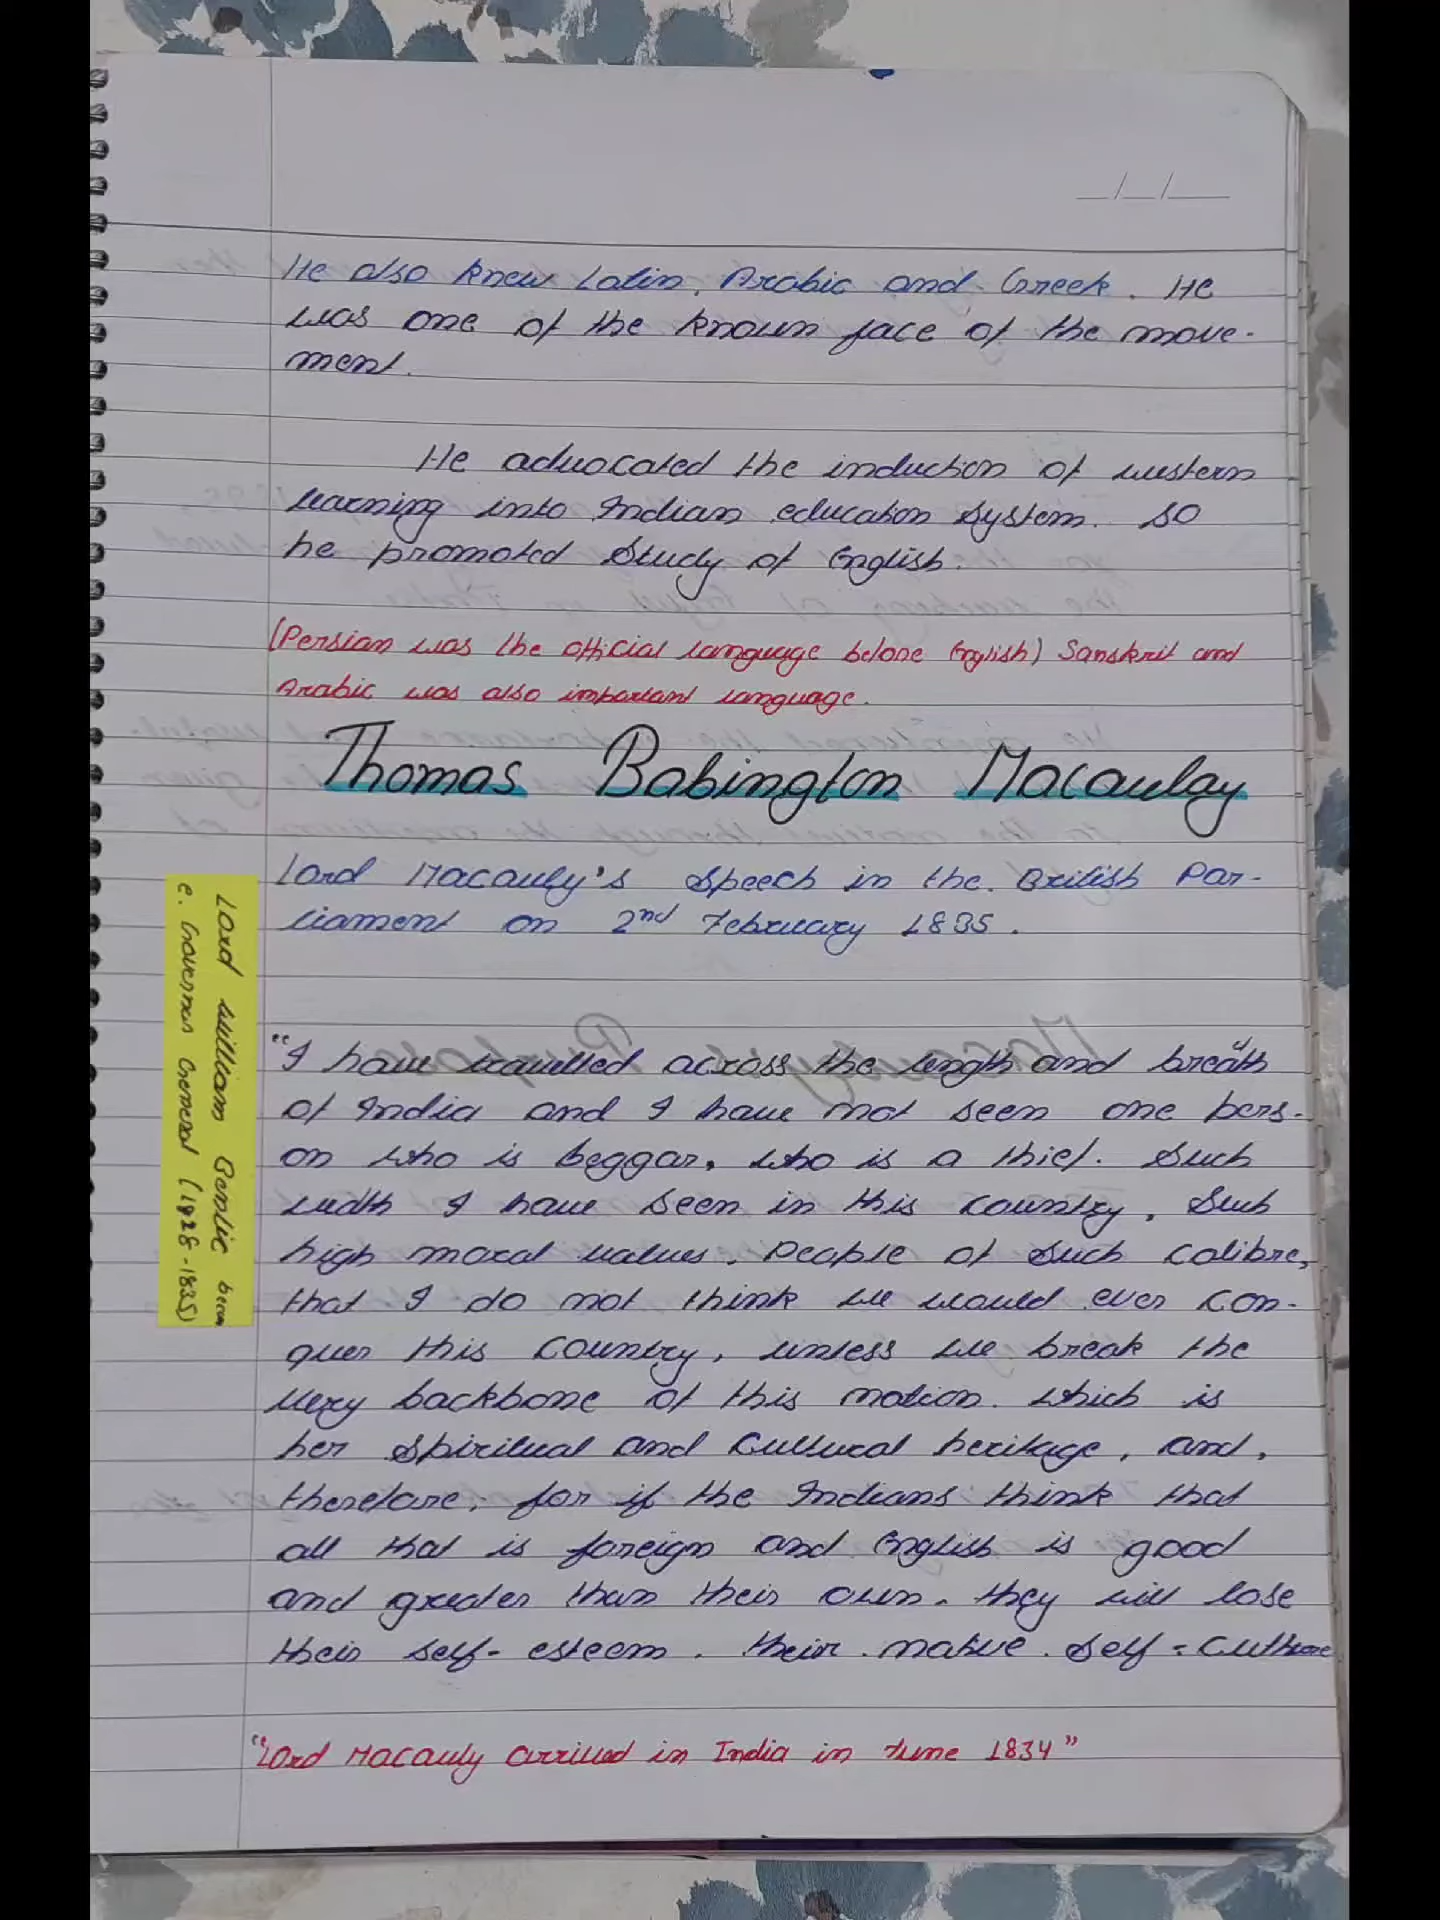 He also knew Latin, Arabic and Greek. He
was one of the known face of the move-
ment.
He advocated the induction of western
learning into Indian education system. so
he promoted study of English.
(Persian was the official language before English) Sanskrit and
Arabic was also important language.
Thomas Babington Macaulay
Lord Macauly's Speech in the British Par-
liament on 2nd February 1835.
"I have travelled across the length and breath
of India and I have not seen one pers-
on who is beggar, who is a thief. Such
wealth I have seen in this country, Such
high moral values. People of such calibre,
that I do not think we would ever con-
quer this country, unless we break the
very backbone of this nation. which is
her spiritual and cultural heritage, and,
therefore, for if the Indians think that
all that is foreign and English is good
and greater than their own. they will lose
their self-esteem. their native self-culture
"Lord Macauly arrived in India in June 1834"
Lord William Bentic
e. Governor General (1828-1835)